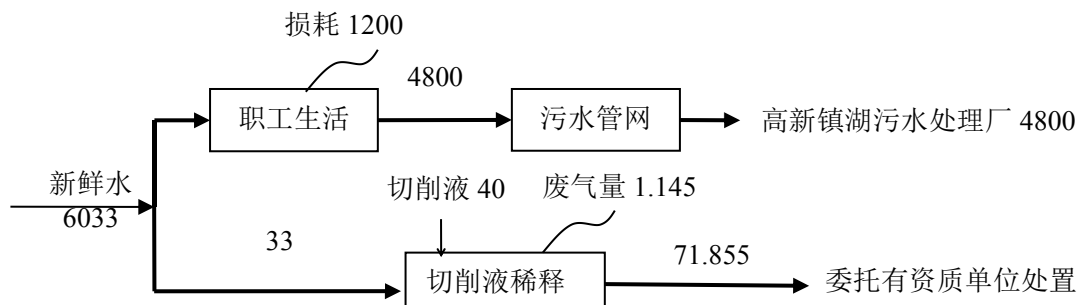 损耗 1200
4800
职工生活
污水管网
高新镇湖污水处理厂 4800
新鲜水
6033
切削液 40
废气量 1.145
33
切削液稀释
71.855
委托有资质单位处置